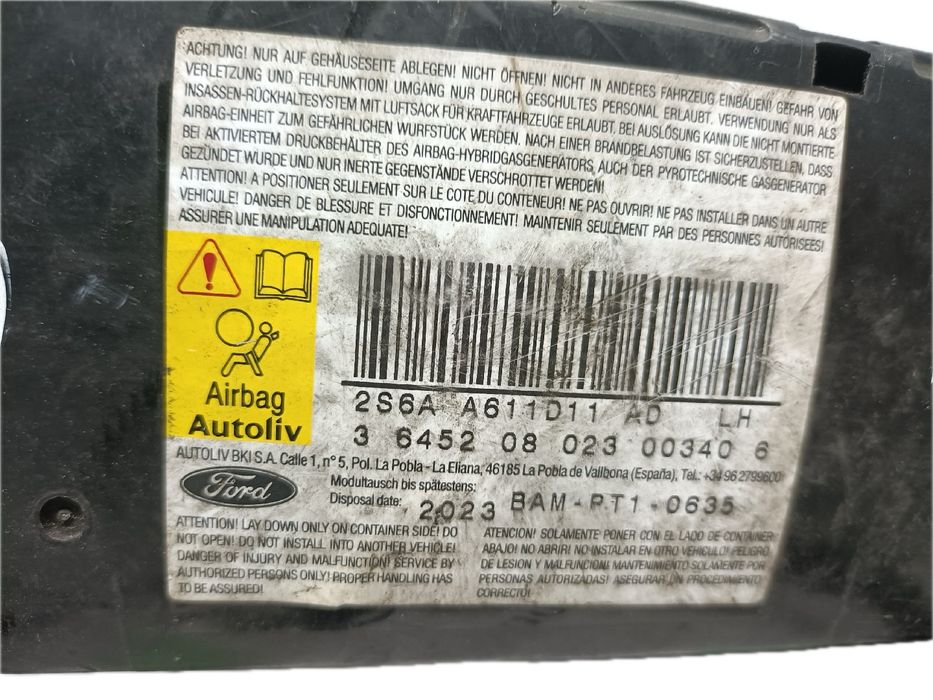 ACHTUNG! NUR AUF GEHÄUSESEITE ABLEGEN! NICHT ÖFFNEN! NICHT IN ANDERES FAHRZEUG EINBAUEN! GEFAHR VON
VERLETZUNG UND FEHLFUNKTION! UMGANG NUR DURCH GESCHULTES PERSONAL ERLAUBT. VERWENDUNG NUR ALS
INSASSEN-RÜCKHALTESYSTEM MIT LUFTSACK FÜR KRAFTFAHRZEUGE ERLAUBT. BEI AUSLÖSUNG KANN DIE NICHT MONTIERTE
AIRBAG-EINHEIT ZUM GEFÄHRLICHEN WURFSTÜCK WERDEN. NACH EINER BRANDBELASTUNG IST SICHERZUSTELLEN, DASS
BEI AKTIVIERTEM DRUCKBEHÄLTER DES AIRBAG-HYBRIDGASGENERATORS, AUCH DER PYROTECHNISCHE GASGENERATOR
GEZÜNDET WURDE UND NUR INERTE GEGENSTÄNDE VERSCHROTTET WERDEN!
ATTENTION! A POSITIONER SEULEMENT SUR LE COTE DU CONTENEUR! NE PAS OUVRIR! NE PAS INSTALLER DANS UN AUTRE
VEHICULE! DANGER DE BLESSURE ET DISFONCTIONNEMENT! MAINTENIR SEULEMENT PAR DES PERSONNES AUTORISEES!
ASSURER UNE MANIPULATION ADEQUATE!
Airbag
Autoliv
2S6A A611D11 AD LH
3 6452 08 023 00340 6
AUTOLIV BKI S.A. Calle 1, n° 5, Pol. La Pobla - La Eliana, 46185 La Pobla de Vallbona (España), Tel.: +34 96 2799600
Ford
Modultausch bis spätestens:
Disposal date: 2023 BAM-PT1-0635
ATTENTION! LAY DOWN ONLY ON CONTAINER SIDE! DO
NOT OPEN! DO NOT INSTALL INTO ANOTHER VEHICLE!
DANGER OF INJURY AND MALFUNCTION! SERVICE BY
AUTHORIZED PERSONS ONLY! PROPER HANDLING HAS
TO BE ASSURED!
ATENCION! SOLAMENTE PONER CON EL LADO DE CONTAINER
ABAJO! NO ABRIR! NO INSTALAR EN OTRO VEHICULO! PELIGRO
DE LESION Y MALFUNCION! MANTENIMIENTO SOLAMENTE POR
PERSONAS AUTORIZADAS! ASEGURAR UN PROCEDIMIENTO
CORRECTO!